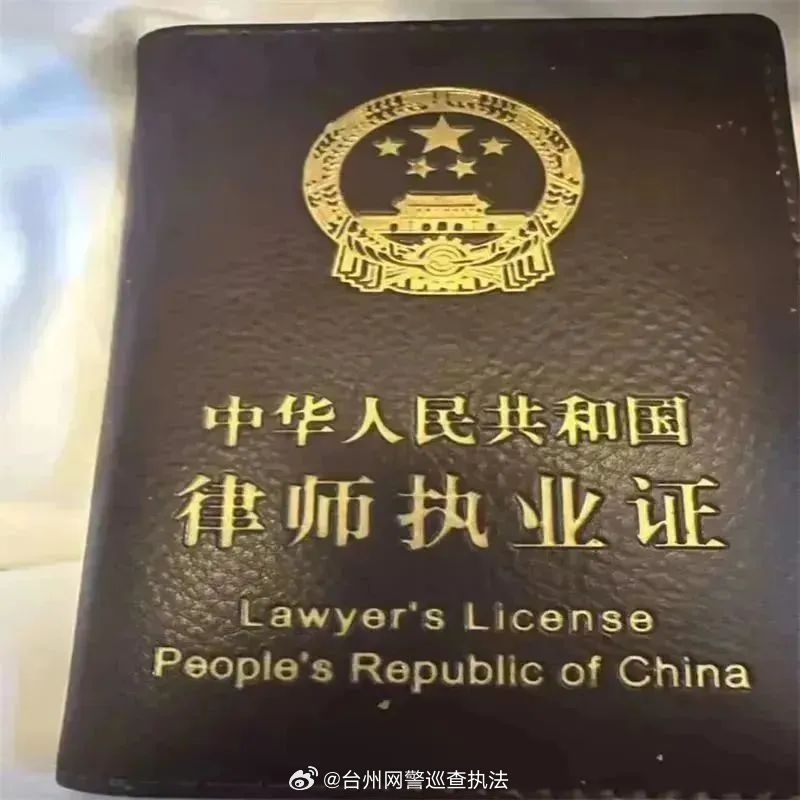 中华人民共和国
律师执业证
Lawyer's License
People's Republic of China
@台州网警巡查执法